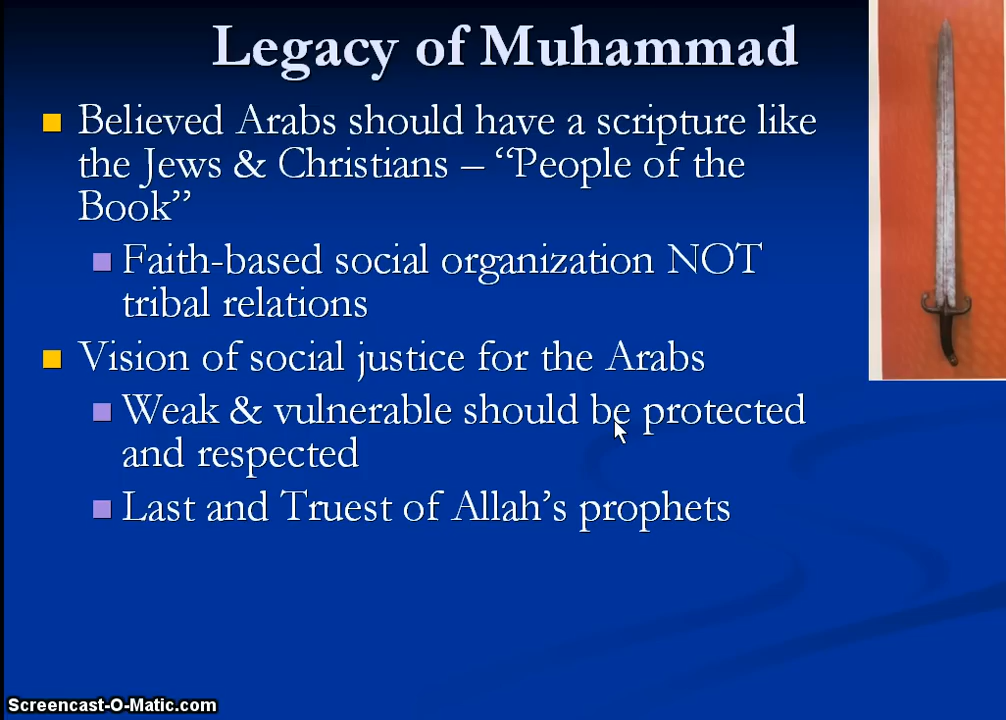 Legacy of Muhammad
Believed Arabs should have a scripture like
the Jews & Christians – “People of the
Book”
Faith-based social organization NOT
tribal relations
Vision of social justice for the Arabs
Weak & vulnerable should be protected
and respected
Last and Truest of Allah’s prophets
Screencast-O-Matic.com